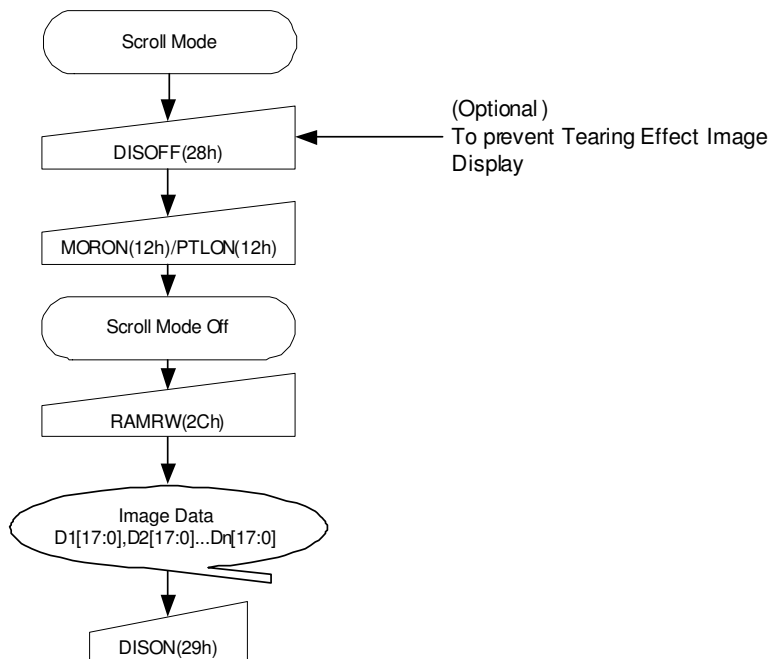 Scroll Mode
(Optional)
To prevent Tearing Effect Image
Display
DISOFF(28h)
MORON(12h)/PTLON(12h)
Scroll Mode Off
RAMRW(2Ch)
Image Data
D1[17:0],D2[17:0]...Dn[17:0]
DISON(29h)